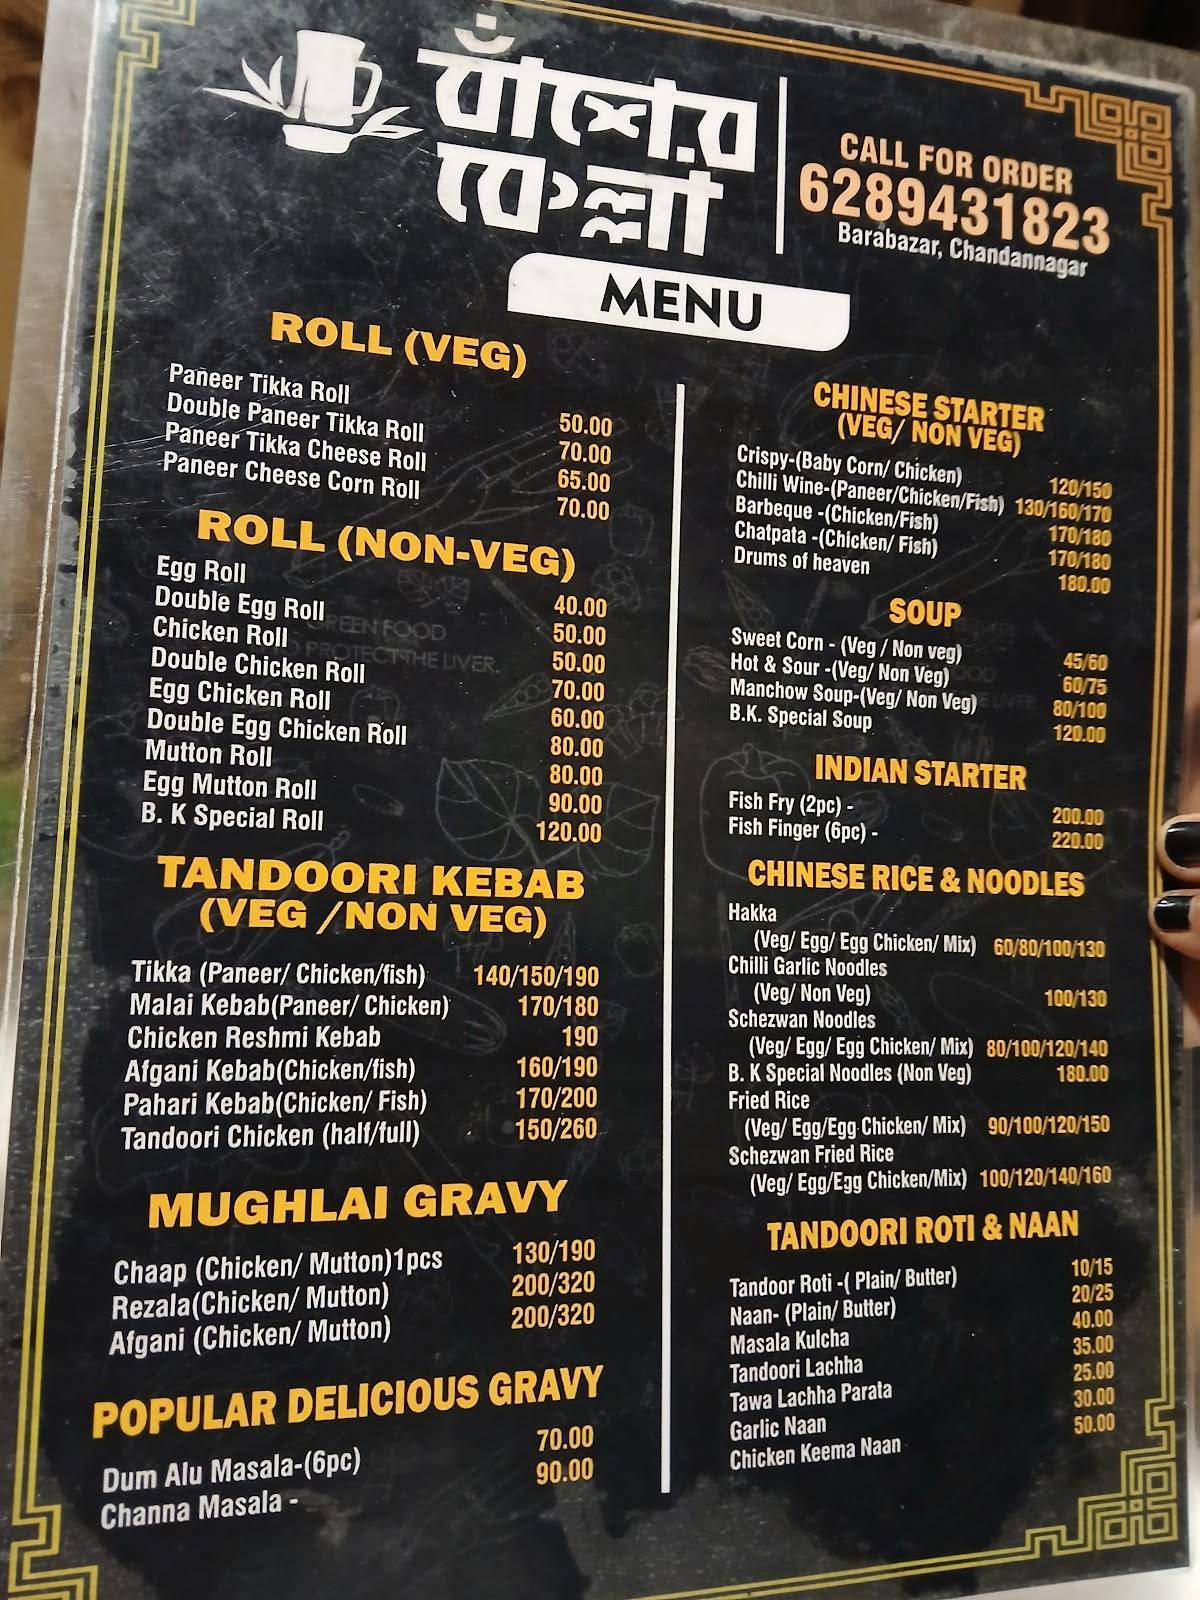 বাঁশের
কেল্লা
CALL FOR ORDER
6289431823
Barabazar, Chandannagar
MENU
ROLL (VEG)
Paneer Tikka Roll 50.00
Double Paneer Tikka Roll 70.00
Paneer Tikka Cheese Roll 65.00
Paneer Cheese Corn Roll 70.00
ROLL (NON-VEG)
Egg Roll 40.00
Double Egg Roll 50.00
Chicken Roll 50.00
Double Chicken Roll 70.00
Egg Chicken Roll 60.00
Double Egg Chicken Roll 80.00
Mutton Roll 80.00
Egg Mutton Roll 90.00
B. K Special Roll 120.00
TANDOORI KEBAB
(VEG /NON VEG)
Tikka (Paneer/ Chicken/fish) 140/150/190
Malai Kebab(Paneer/ Chicken) 170/180
Chicken Reshmi Kebab 190
Afgani Kebab(Chicken/fish) 160/190
Pahari Kebab(Chicken/ Fish) 170/200
Tandoori Chicken (half/full) 150/260
MUGHLAI GRAVY
Chaap (Chicken/ Mutton)1pcs 130/190
Rezala(Chicken/ Mutton) 200/320
Afgani (Chicken/ Mutton) 200/320
POPULAR DELICIOUS GRAVY
Dum Alu Masala-(6pc) 70.00
Channa Masala - 90.00
CHINESE STARTER
(VEG/ NON VEG)
Crispy-(Baby Corn/ Chicken) 120/150
Chilli Wine-(Paneer/Chicken/Fish) 130/160/170
Barbeque -(Chicken/Fish) 170/180
Chatpata -(Chicken/ Fish) 170/180
Drums of heaven 180.00
SOUP
Sweet Corn - (Veg / Non veg) 45/60
Hot & Sour -(Veg/ Non Veg) 60/75
Manchow Soup-(Veg/ Non Veg) 80/100
B.K. Special Soup 120.00
INDIAN STARTER
Fish Fry (2pc) - 200.00
Fish Finger (6pc) - 220.00
CHINESE RICE & NOODLES
Hakka
(Veg/ Egg/ Egg Chicken/ Mix) 60/80/100/130
Chilli Garlic Noodles
(Veg/ Non Veg) 100/130
Schezwan Noodles
(Veg/ Egg/ Egg Chicken/ Mix) 80/100/120/140
B. K Special Noodles (Non Veg) 180.00
Fried Rice
(Veg/ Egg/Egg Chicken/ Mix) 90/100/120/150
Schezwan Fried Rice
(Veg/ Egg/Egg Chicken/Mix) 100/120/140/160
TANDOORI ROTI & NAAN
Tandoor Roti -( Plain/ Butter) 10/15
Naan- (Plain/ Butter) 20/25
Masala Kulcha 40.00
Tandoori Lachha 35.00
Tawa Lachha Parata 25.00
Garlic Naan 30.00
Chicken Keema Naan 50.00